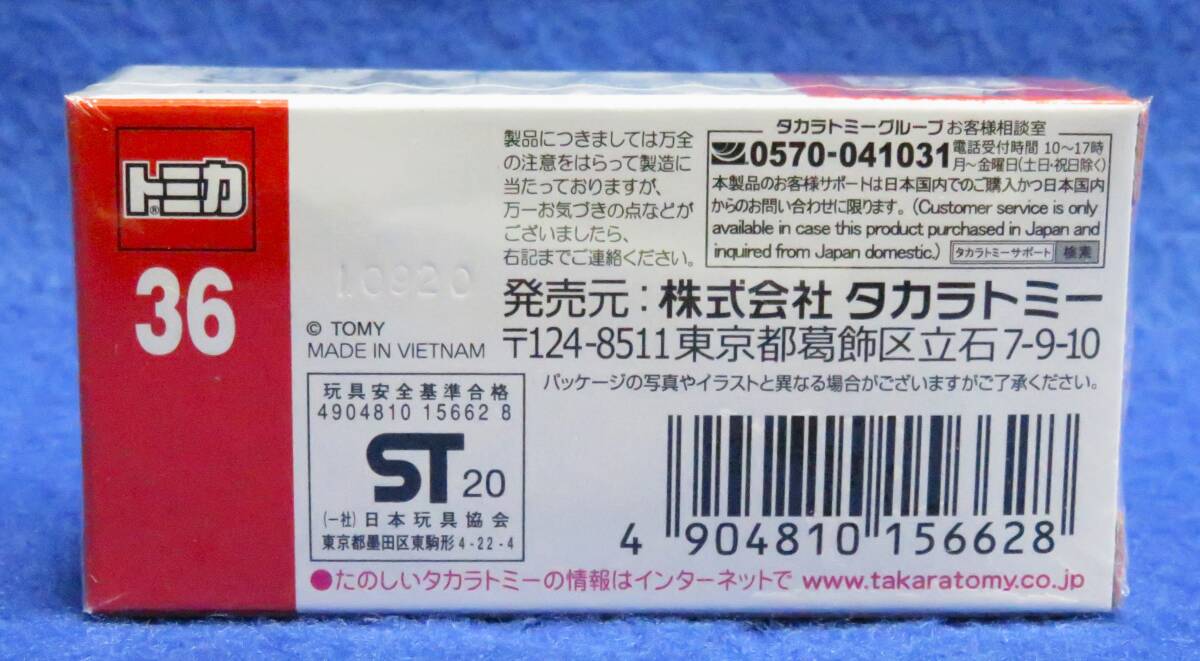 トミカ®
36
10920
© TOMY
MADE IN VIETNAM
玩具安全基準合格
4904810 15662 8
ST 20
(一社)日本玩具協会
東京都墨田区東駒形4-22-4
製品につきましては万全
の注意をはらって製造に
当たっておりますが、
万一お気づきの点などが
ございましたら、
右記までご連絡ください。
タカラトミーグループお客様相談室
0570-041031
電話受付時間 10〜17時
月〜金曜日(土日・祝日除く)
本製品のお客様サポートは日本国内でのご購入かつ日本国内
からのお問い合わせに限ります。(Customer service is only
available in case this product purchased in Japan and
inquired from Japan domestic.) タカラトミーサポート 検索
発売元:株式会社 タカラトミー
〒124-8511東京都葛飾区立石7-9-10
パッケージの写真やイラストと異なる場合がございますがご了承ください。
4 904810 156628
●たのしいタカラトミーの情報はインターネットで www.takaratomy.co.jp